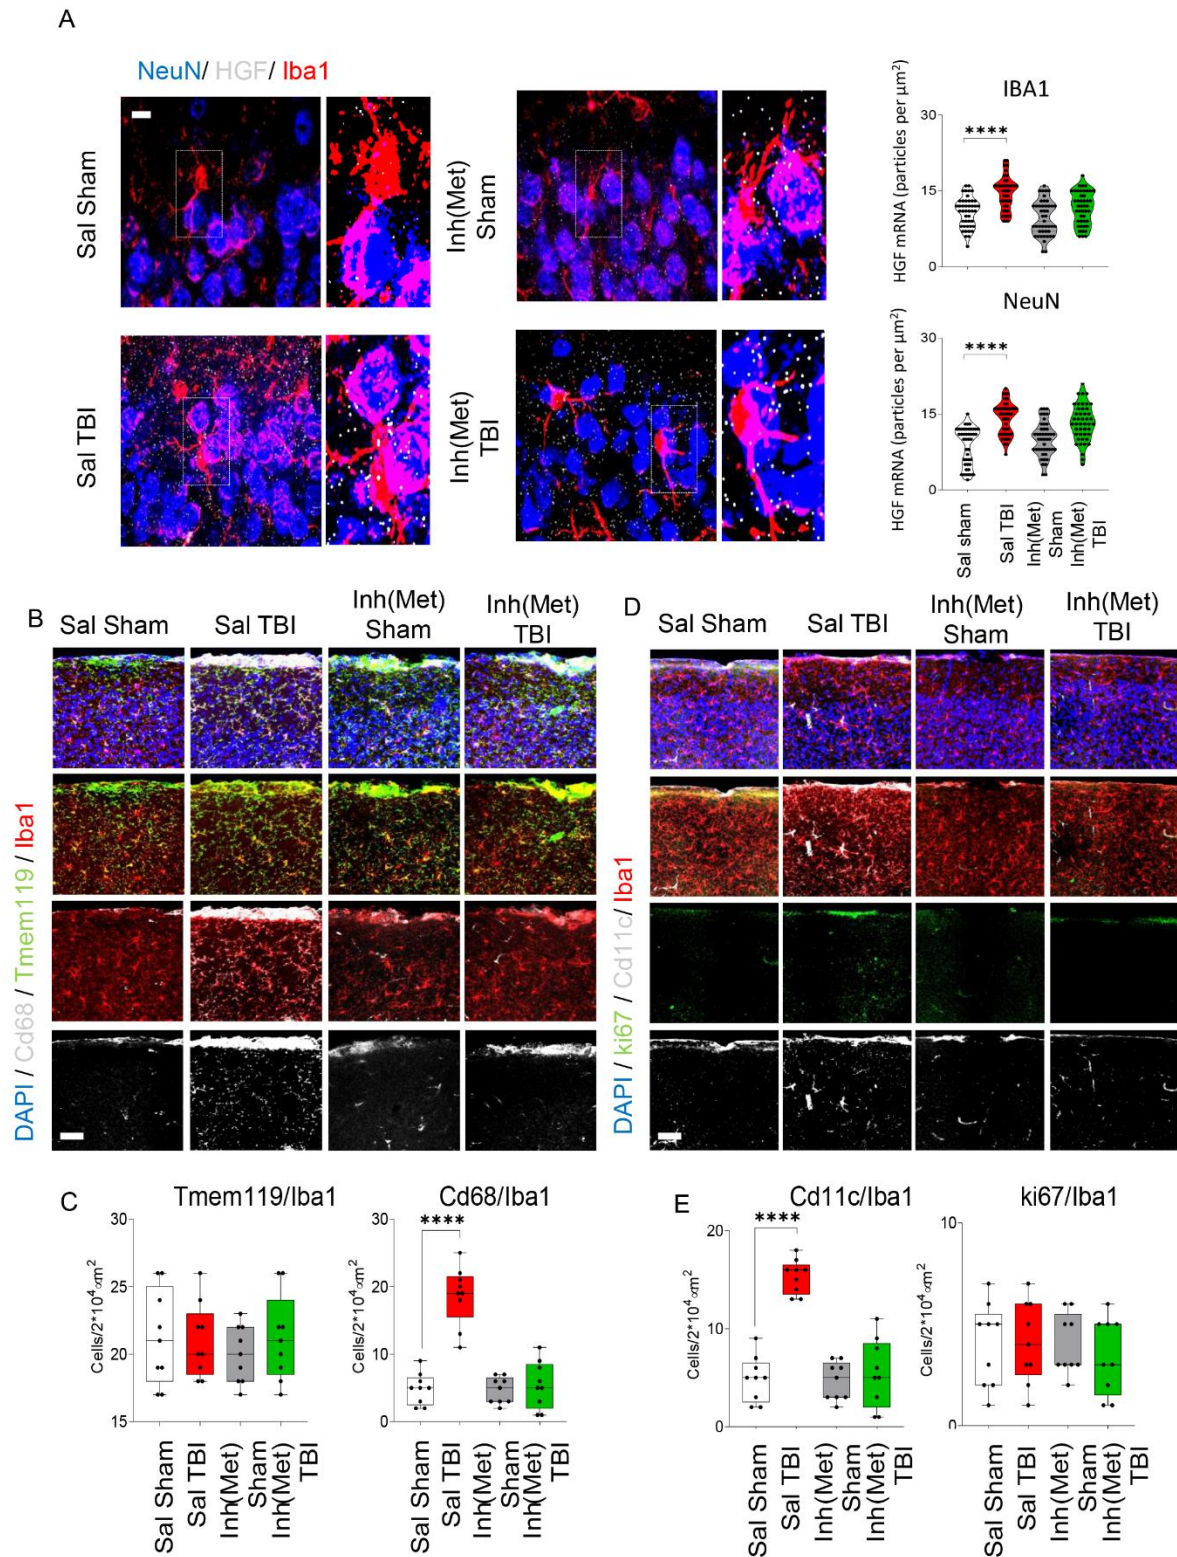 A
NeuN/ HGF/ Iba1
Sal Sham
Inh(Met)
Sham
Sal TBI
Inh(Met)
TBI
IBA1
HGF mRNA (particles per µm²)
30
15
0
****
NeuN
HGF mRNA (particles per µm²)
30
15
0
****
Sal sham
Sal TBI
Inh(Met)
Sham
Inh(Met)
TBI
B
Sal Sham
Sal TBI
Inh(Met)
Sham
Inh(Met)
TBI
DAPI / Cd68 / Tmem119 / Iba1
D
Sal Sham
Sal TBI
Inh(Met)
Sham
Inh(Met)
TBI
DAPI / ki67 / Cd11c/ Iba1
C
Tmem119/Iba1
Cells/2*10⁴αm²
30
25
20
15
Sal Sham
Sal TBI
Inh(Met)
Sham
Inh(Met)
TBI
Cd68/Iba1
30
20
10
0
****
Sal Sham
Sal TBI
Inh(Met)
Sham
Inh(Met)
TBI
E
Cd11c/Iba1
Cells/2*10⁴αm²
20
10
0
****
Sal Sham
Sal TBI
Inh(Met)
Sham
Inh(Met)
TBI
ki67/Iba1
Cells/2*10⁴αm²
10
0
Sal Sham
Sal TBI
Inh(Met)
Sham
Inh(Met)
TBI